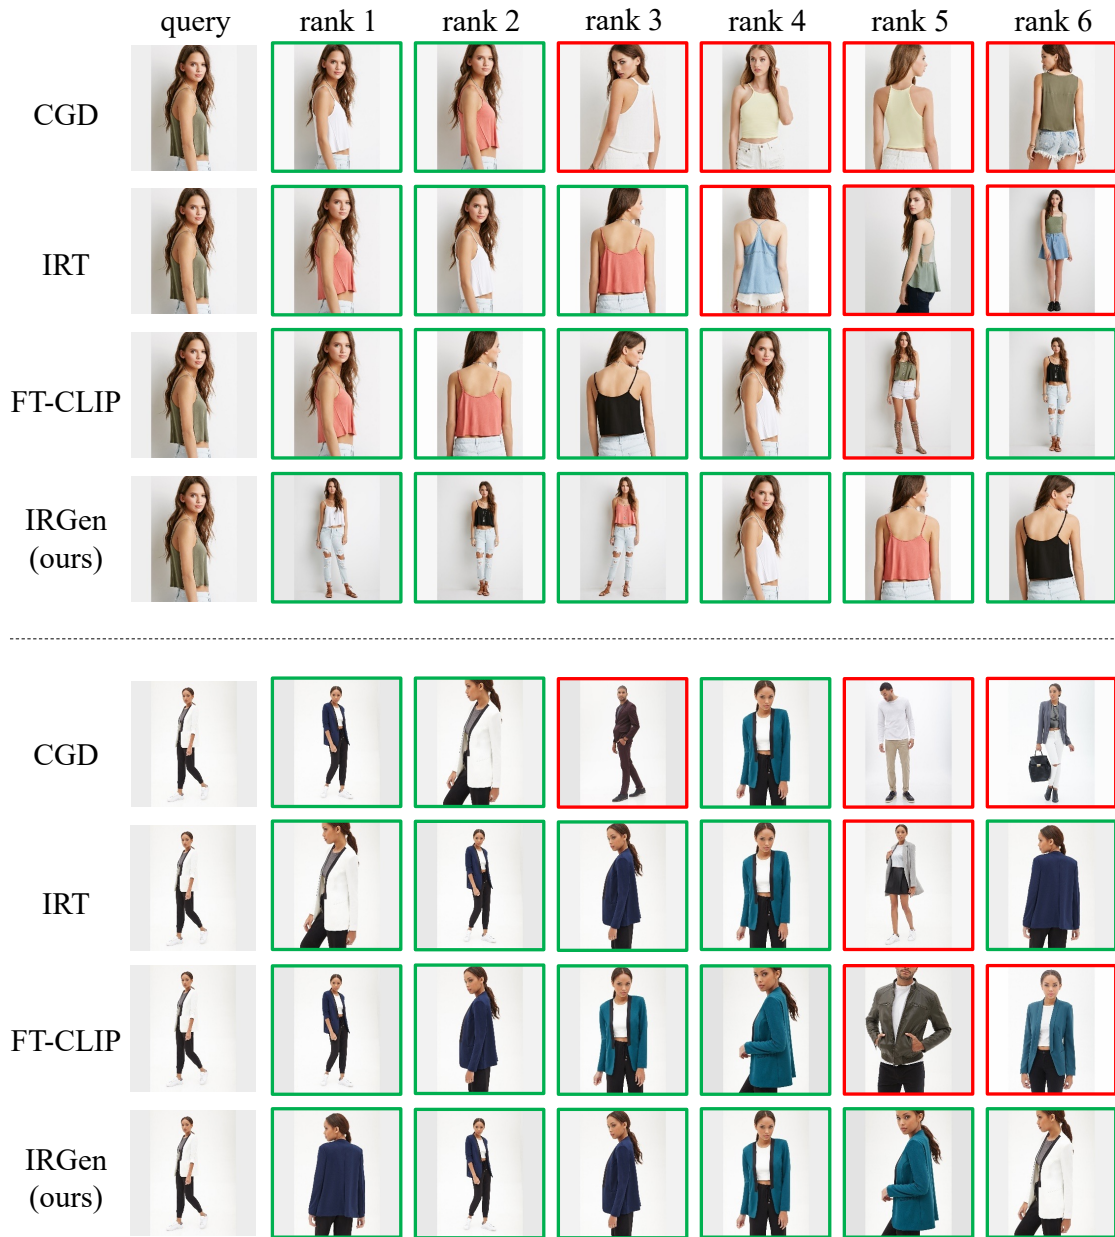 query rank 1 rank 2 rank 3 rank 4 rank 5 rank 6
CGD
IRT
FT-CLIP
IRGen
(ours)
CGD
IRT
FT-CLIP
IRGen
(ours)